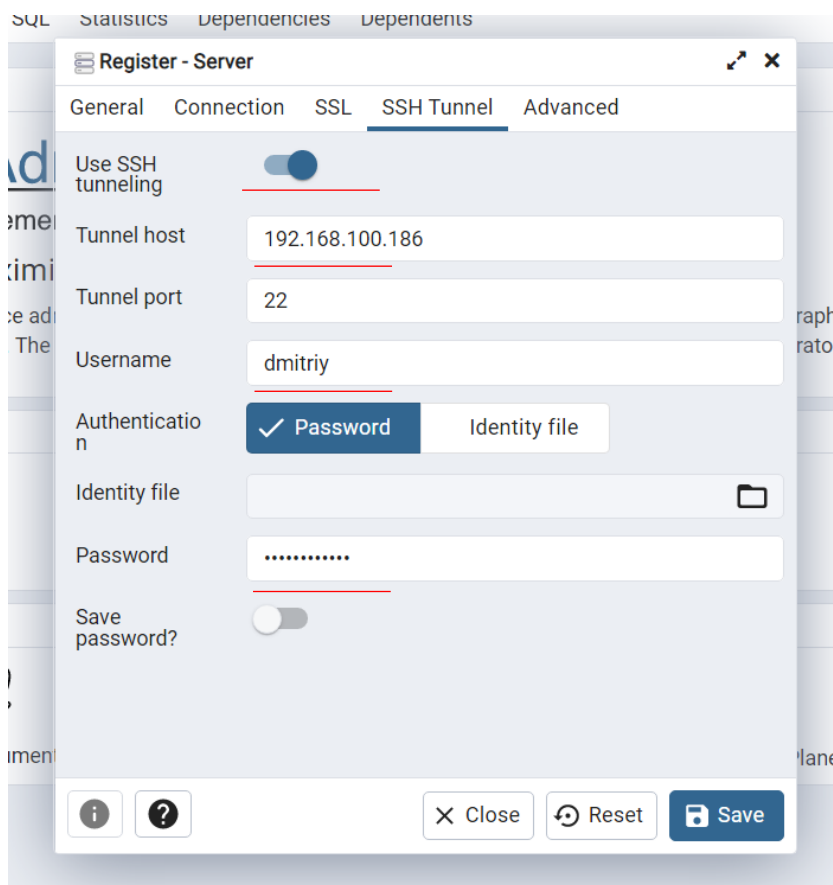 SQL Statistics Dependencies Dependents
Register - Server
General Connection SSL SSH Tunnel Advanced
Use SSH
tunneling
Tunnel host 192.168.100.186
Tunnel port 22
Username dmitriy
Authenticatio
n
Password Identity file
Identity file
Password ••••••••••••
Save
password?
The
Close Reset Save